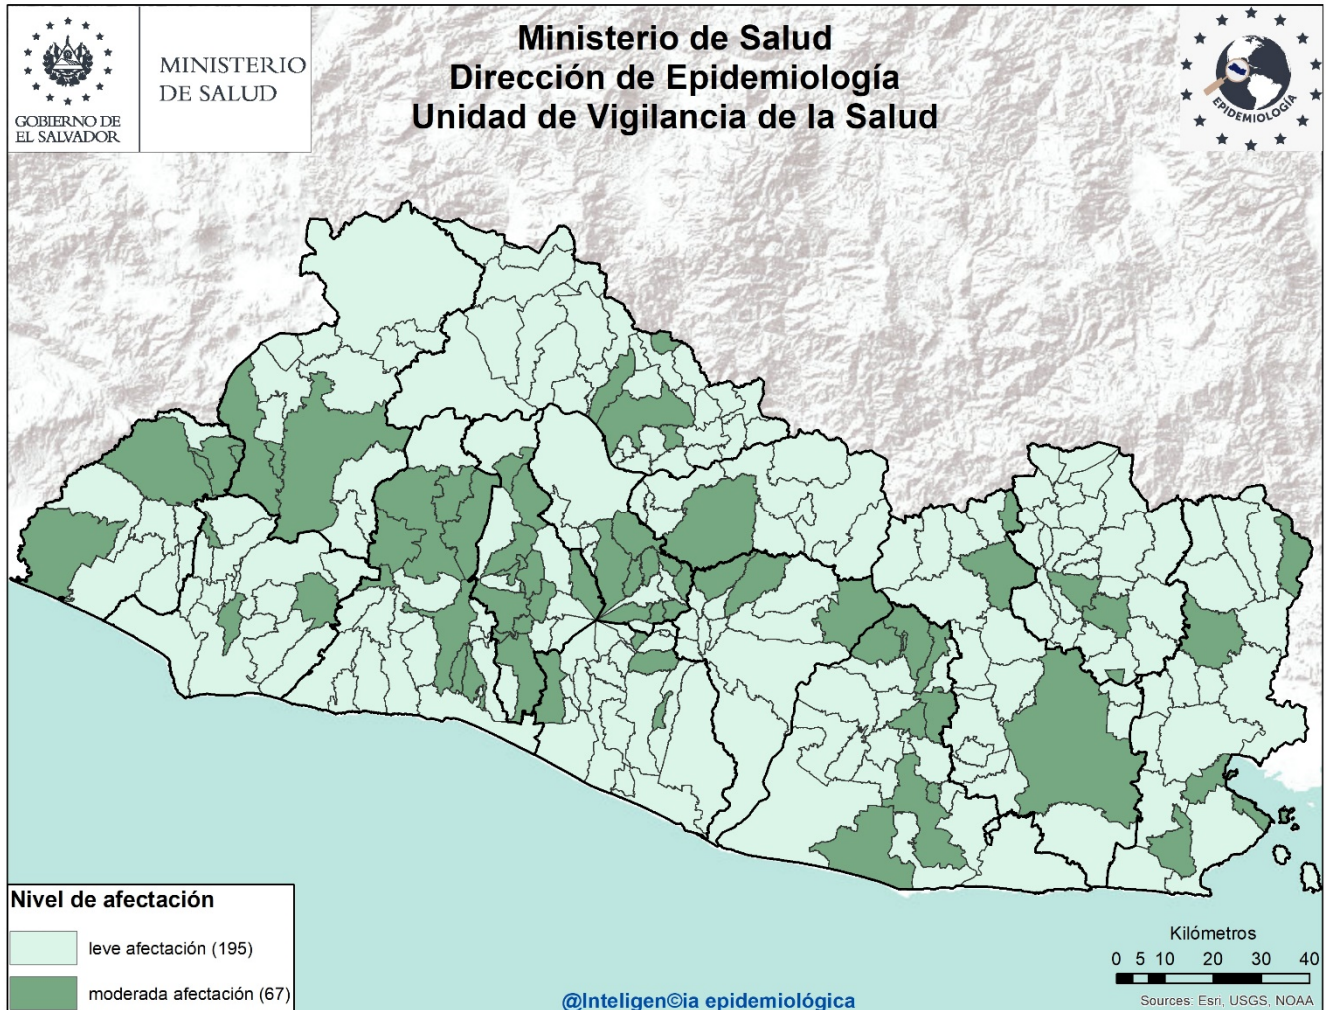 GOBIERNO DE
EL SALVADOR
MINISTERIO
DE SALUD
Ministerio de Salud
Dirección de Epidemiología
Unidad de Vigilancia de la Salud
EPIDEMIOLOGÍA
Nivel de afectación
leve afectación (195)
moderada afectación (67)
@Inteligen©ia epidemiológica
Kilómetros
0 5 10 20 30 40
Sources: Esri, USGS, NOAA